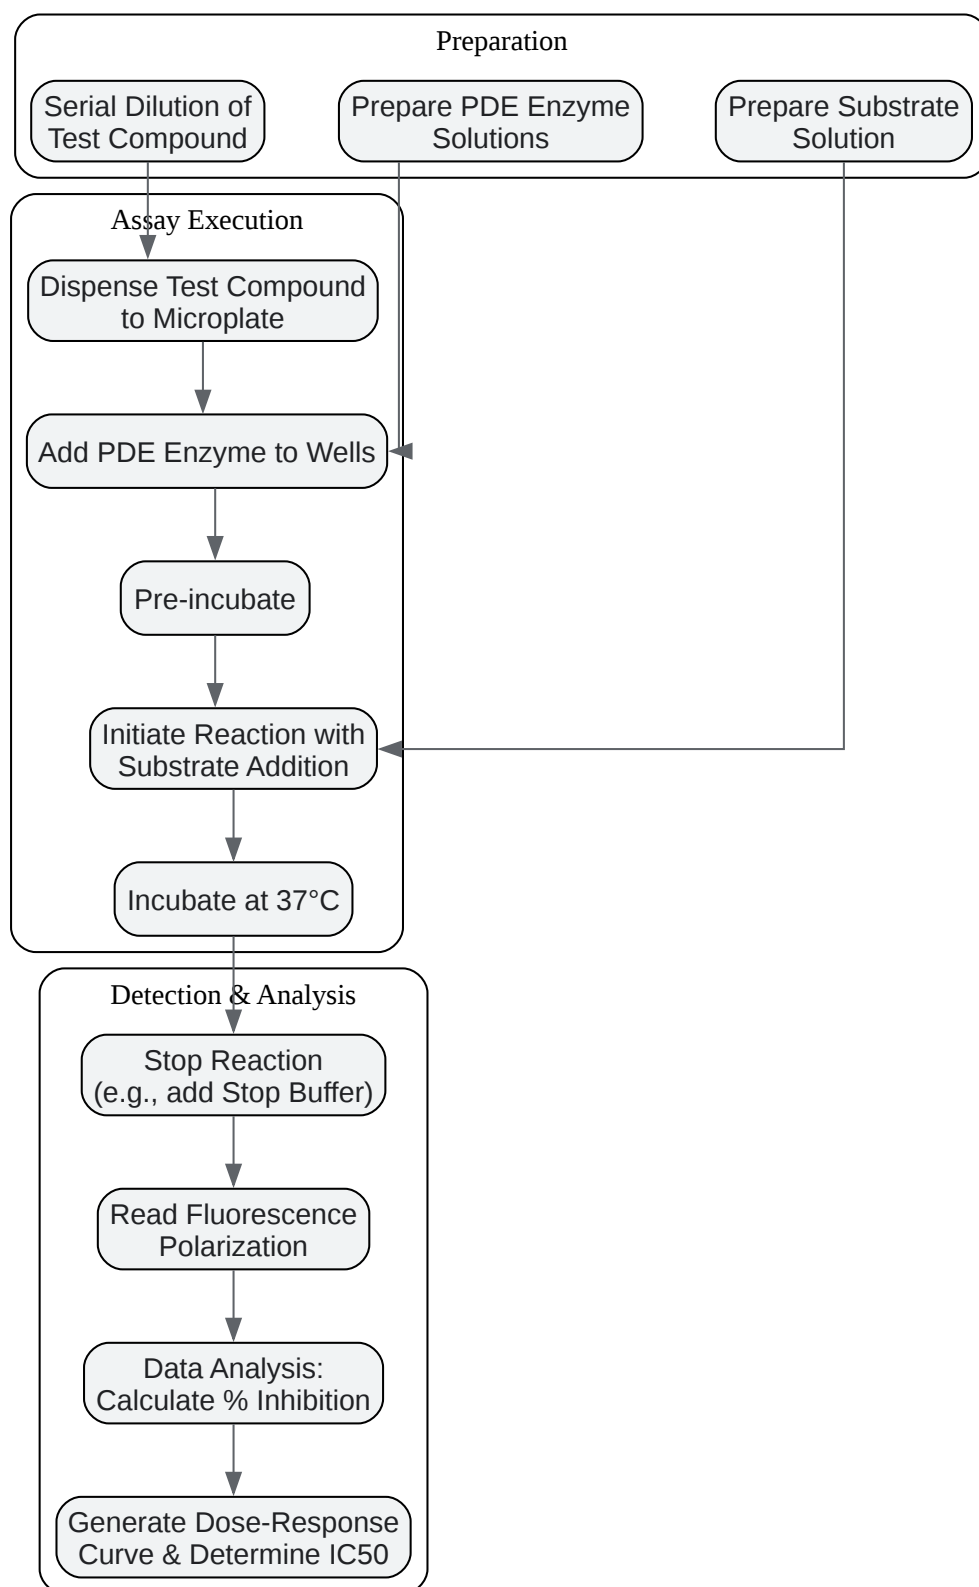 Preparation
Serial Dilution of
Test Compound
Prepare PDE Enzyme
Solutions
Prepare Substrate
Solution
Assay Execution
Dispense Test Compound
to Microplate
Add PDE Enzyme to Wells
Pre-incubate
Initiate Reaction with
Substrate Addition
Incubate at 37°C
Detection & Analysis
Stop Reaction
(e.g., add Stop Buffer)
Read Fluorescence
Polarization
Data Analysis:
Calculate % Inhibition
Generate Dose-Response
Curve & Determine IC50